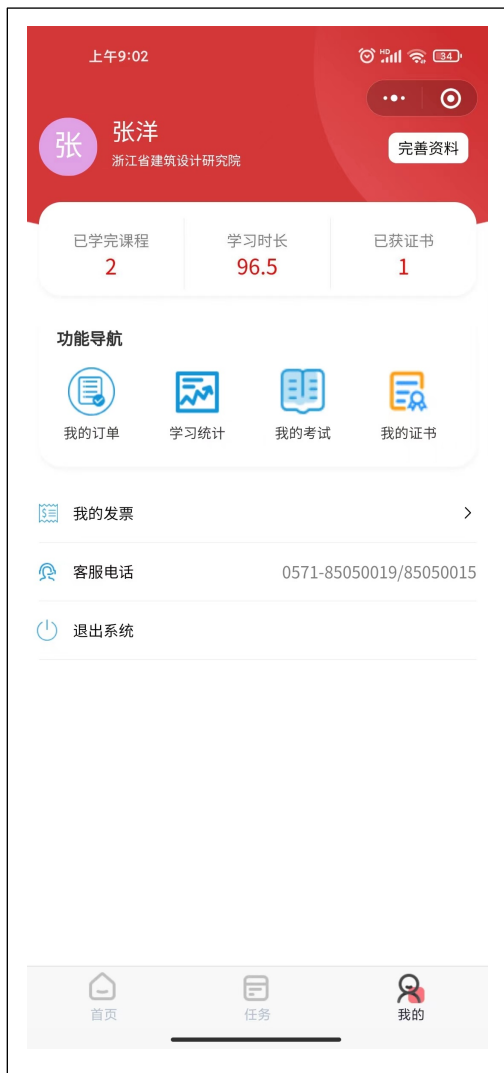 上午9:02
HD
34
张
张洋
浙江省建筑设计研究院
完善资料
已学完课程
学习时长
已获证书
2
96.5
1
功能导航
我的订单
学习统计
我的考试
我的证书
我的发票
客服电话
0571-85050019/85050015
退出系统
首页
任务
我的